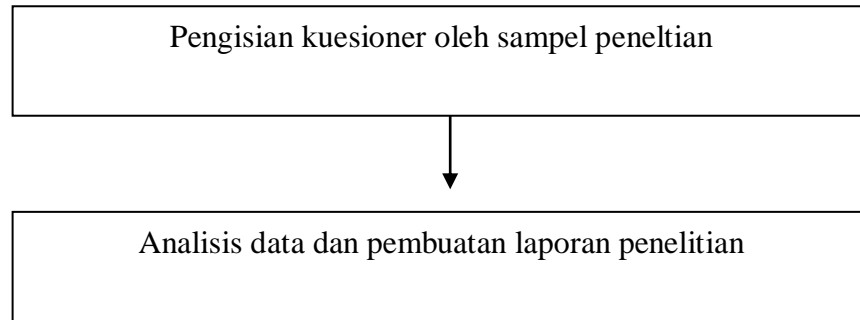 Pengisian kuesioner oleh sampel peneltian
Analisis data dan pembuatan laporan penelitian